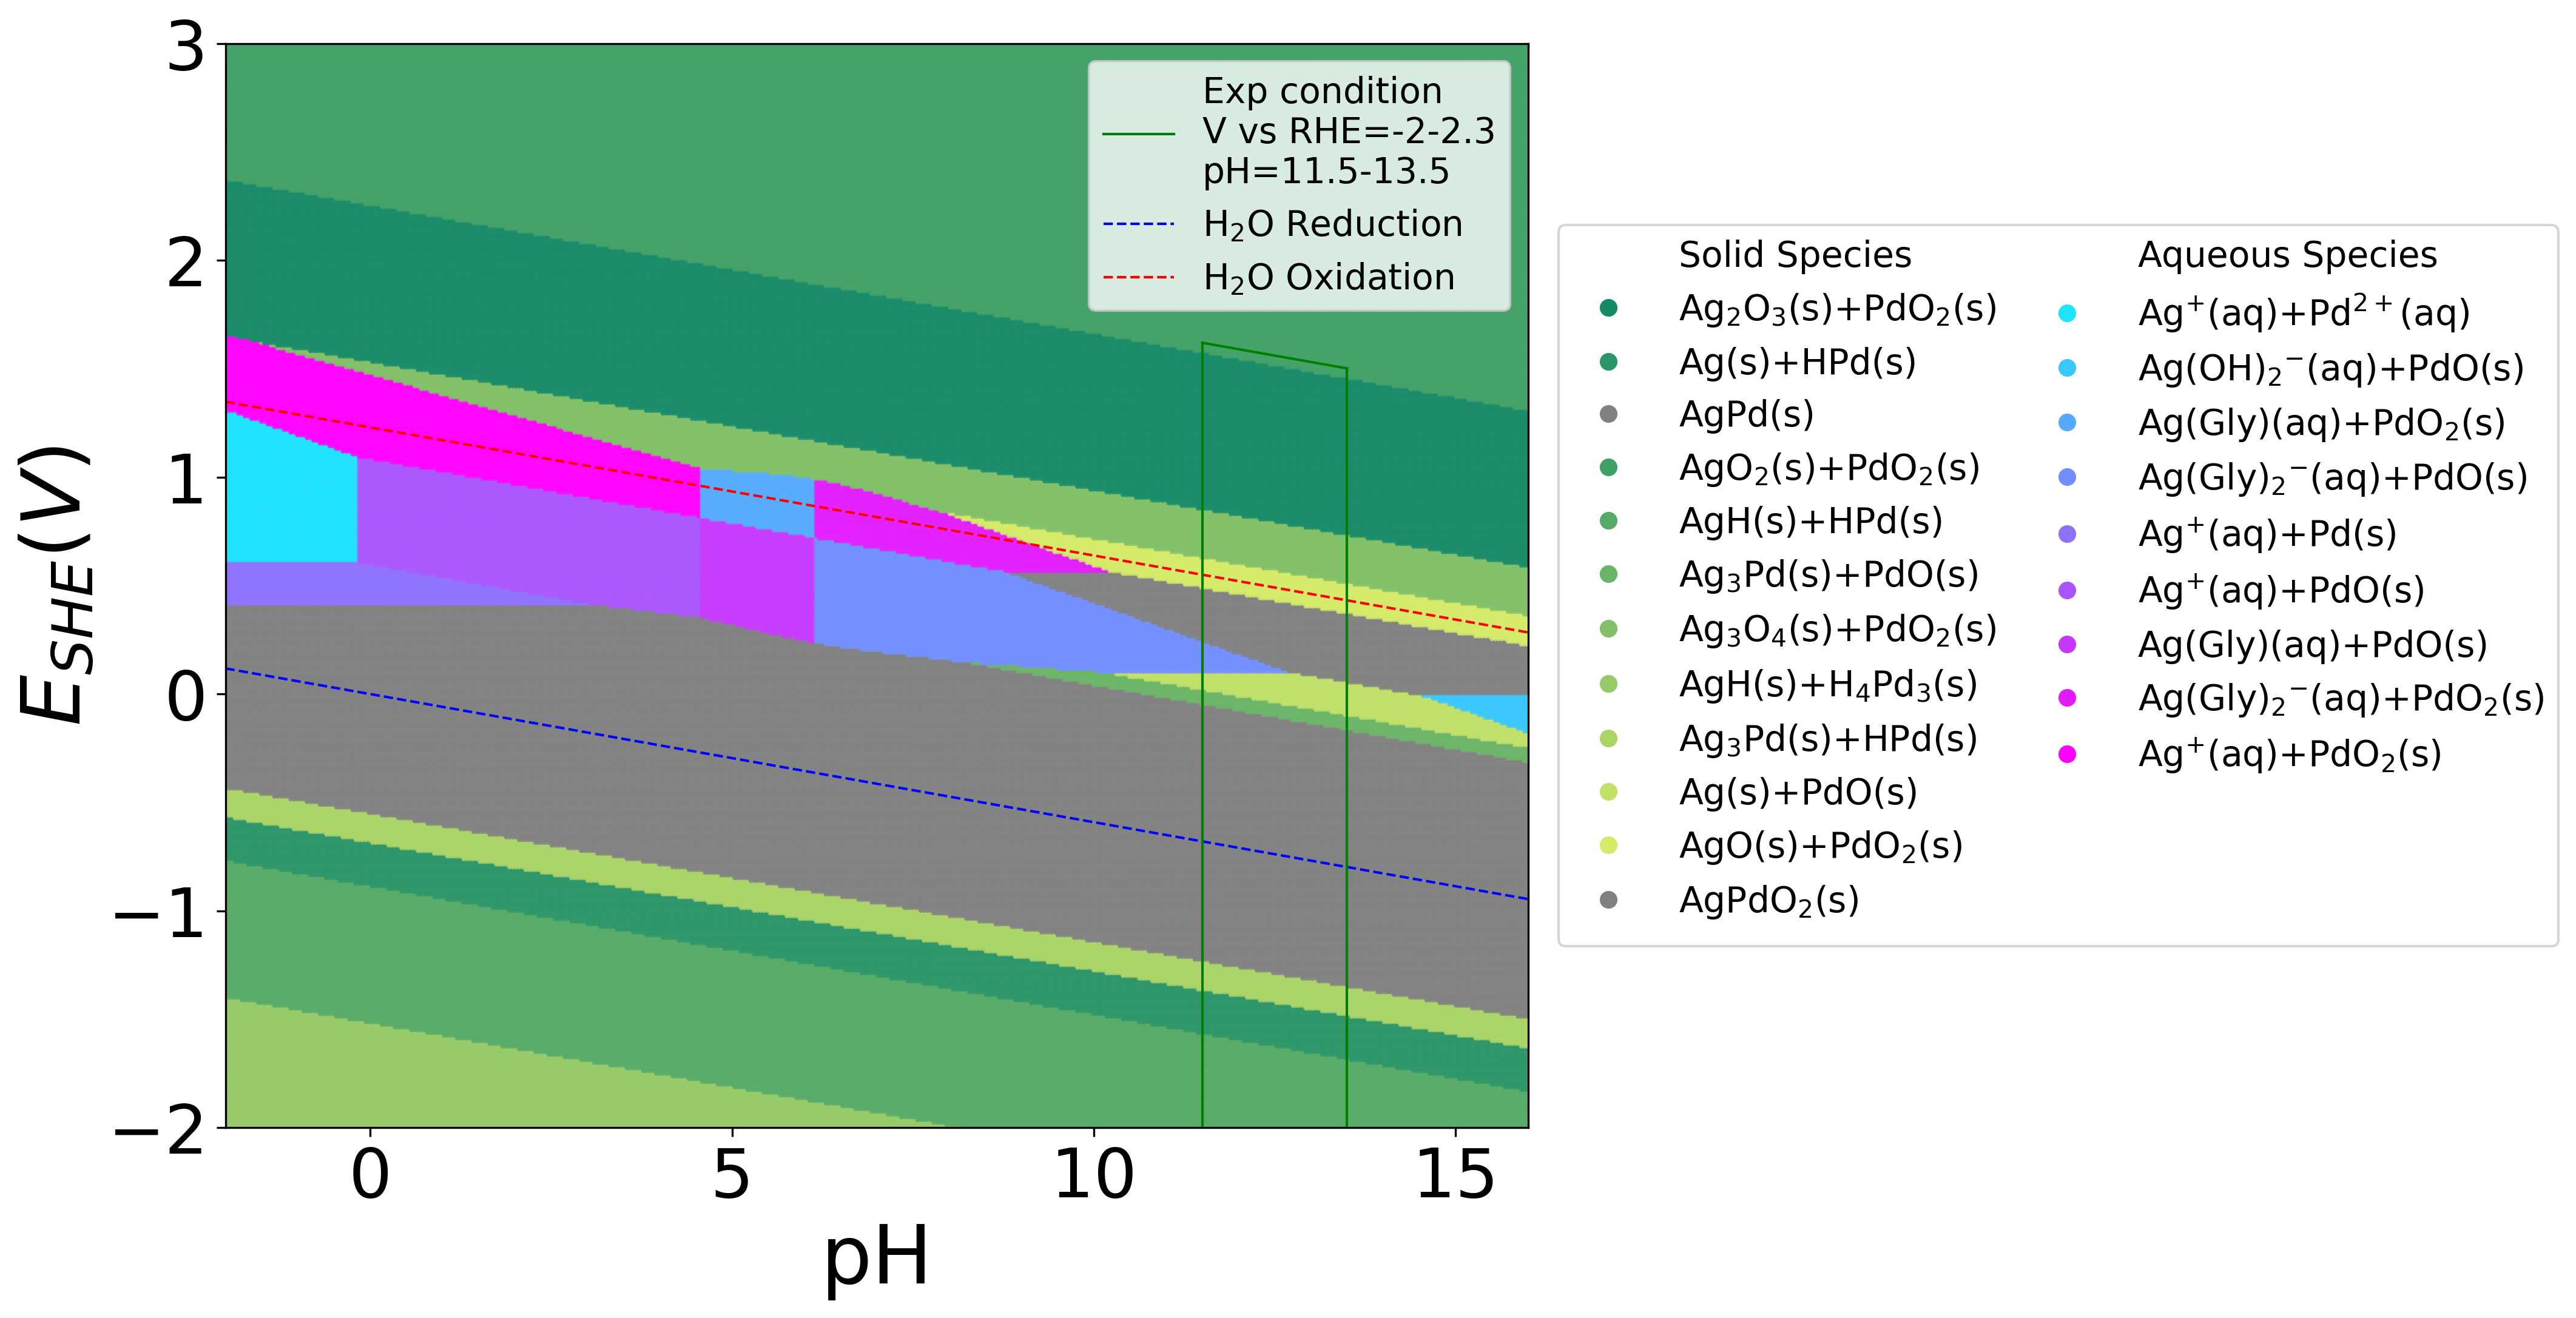 3
2
1
0
−1
−2
E_SHE(V)
0 5 10 15
pH
Exp condition
V vs RHE=-2-2.3
pH=11.5-13.5
H₂O Reduction
H₂O Oxidation
Solid Species
Ag₂O₃(s)+PdO₂(s)
Ag(s)+HPd(s)
AgPd(s)
AgO₂(s)+PdO₂(s)
AgH(s)+HPd(s)
Ag₃Pd(s)+PdO(s)
Ag₃O₄(s)+PdO₂(s)
AgH(s)+H₄Pd₃(s)
Ag₃Pd(s)+HPd(s)
Ag(s)+PdO(s)
AgO(s)+PdO₂(s)
AgPdO₂(s)
Aqueous Species
Ag⁺(aq)+Pd²⁺(aq)
Ag(OH)₂⁻(aq)+PdO(s)
Ag(Gly)(aq)+PdO₂(s)
Ag(Gly)₂⁻(aq)+PdO(s)
Ag⁺(aq)+Pd(s)
Ag⁺(aq)+PdO(s)
Ag(Gly)(aq)+PdO(s)
Ag(Gly)₂⁻(aq)+PdO₂(s)
Ag⁺(aq)+PdO₂(s)